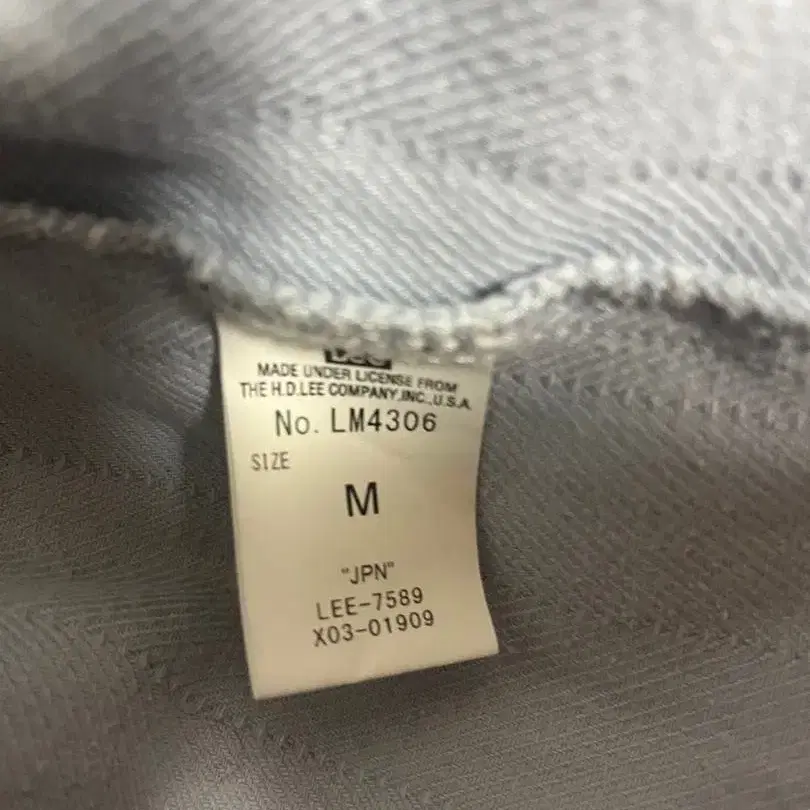 Lee
MADE UNDER LICENSE FROM
THE H.D.LEE COMPANY,INC.,U.S.A.
No. LM4306
SIZE
M
"JPN"
LEE-7589
X03-01909